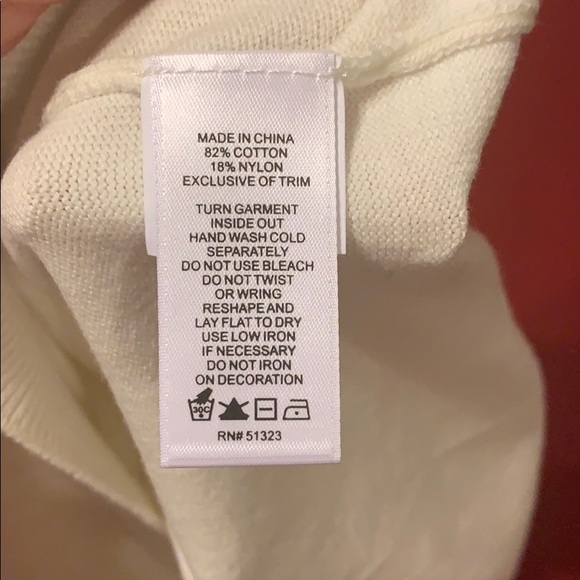 MADE IN CHINA
82% COTTON
18% NYLON
EXCLUSIVE OF TRIM
TURN GARMENT
INSIDE OUT
HAND WASH COLD
SEPARATELY
DO NOT USE BLEACH
DO NOT TWIST
OR WRING
RESHAPE AND
LAY FLAT TO DRY
USE LOW IRON
IF NECESSARY
DO NOT IRON
ON DECORATION
30C
RN# 51323